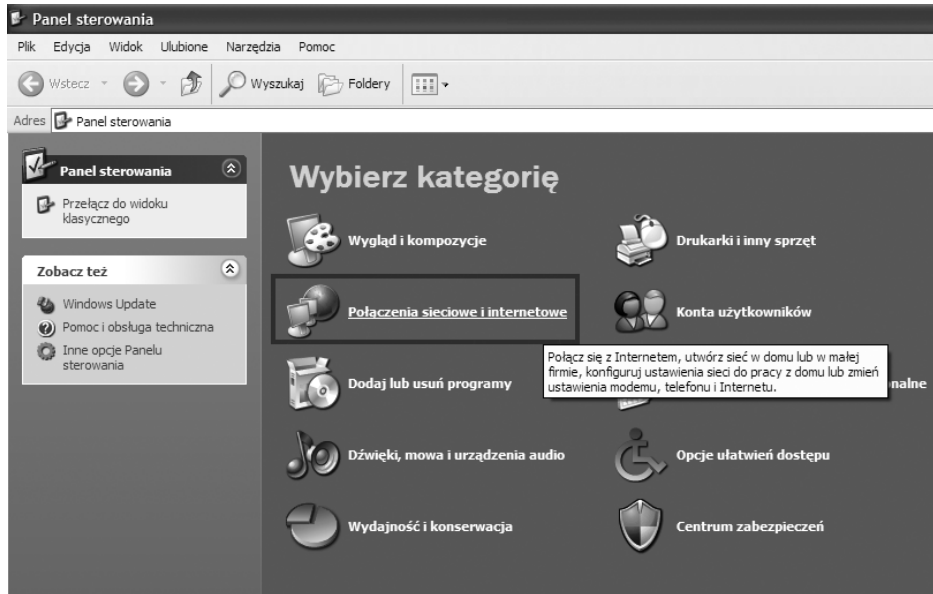 Panel sterowania
Plik Edycja Widok Ulubione Narzędzia Pomoc
Wstecz Wyszukaj Foldery
Adres Panel sterowania
Panel sterowania
Przełącz do widoku
klasycznego
Zobacz też
Windows Update
Pomoc i obsługa techniczna
Inne opcje Panelu
sterowania
Wybierz kategorię
Wygląd i kompozycje
Drukarki i inny sprzęt
Połączenia sieciowe i internetowe
Konta użytkowników
Połącz się z Internetem, utwórz sieć w domu lub w małej
firmie, konfiguruj ustawienia sieci do pracy z domu lub zmień
ustawienia modemu, telefonu i Internetu.
Dodaj lub usuń programy
Dźwięki, mowa i urządzenia audio
Opcje ułatwień dostępu
Wydajność i konserwacja
Centrum zabezpieczeń